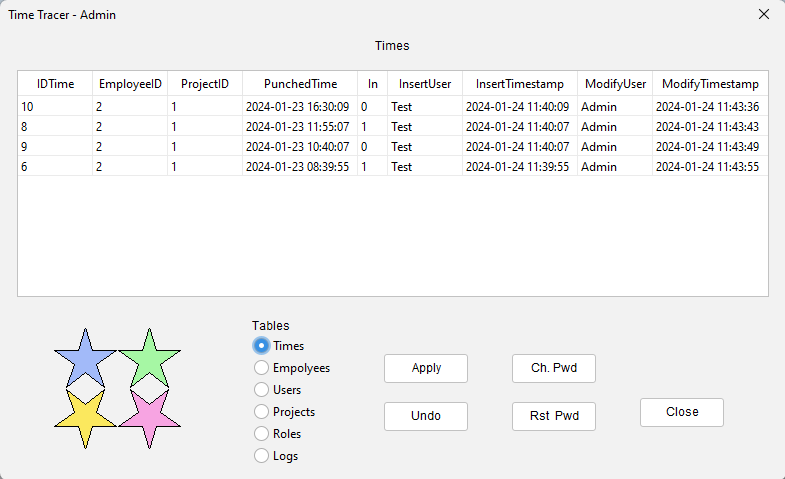 Time Tracer - Admin
Times
IDTime EmployeeID ProjectID PunchedTime In InsertUser InsertTimestamp ModifyUser ModifyTimestamp
10 2 1 2024-01-23 16:30:09 0 Test 2024-01-24 11:40:09 Admin 2024-01-24 11:43:36
8 2 1 2024-01-23 11:55:07 1 Test 2024-01-24 11:40:07 Admin 2024-01-24 11:43:43
9 2 1 2024-01-23 10:40:07 0 Test 2024-01-24 11:40:07 Admin 2024-01-24 11:43:49
6 2 1 2024-01-23 08:39:55 1 Test 2024-01-24 11:39:55 Admin 2024-01-24 11:43:55
Tables
Times
Empolyees
Users
Projects
Roles
Logs
Apply
Ch. Pwd
Undo
Rst Pwd
Close